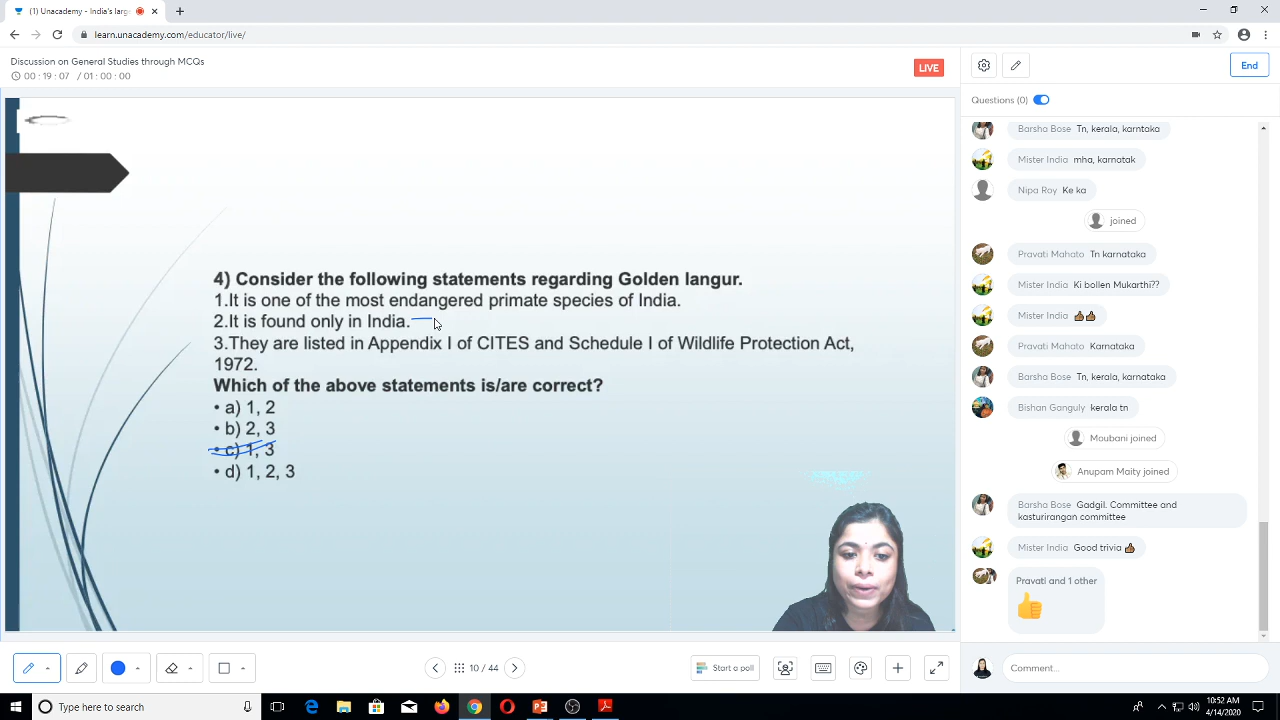 (1) Unacademy - India's larg
learn.unacademy.com/educator/live/
Discussion on General Studies through MCQs
00 : 19 : 07 / 01 : 00 : 00
LIVE
End
Questions (0)
4) Consider the following statements regarding Golden langur.
1.It is one of the most endangered primate species of India.
2.It is found only in India.
3.They are listed in Appendix I of CITES and Schedule I of Wildlife Protection Act,
1972.
Which of the above statements is/are correct?
• a) 1, 2
• b) 2, 3
• c) 1, 3
• d) 1, 2, 3
Barsha Bose Tn, kerala, karntaka
Mister India mha, karnatak
Nipa Roy Ke ka
joined
Pravati Mahato Tn karnataka
Mister India Ki bollen Mukarthi??
Mister India
Pravati Mahato Karnataka
Barsha Bose Tn, kerala, karnataka
Bishan Ganguly kerala tn
Moubani joined
Anupam Maity joined
Barsha Bose Gadgil. Committee and
kasturirangan committee
Mister India Good trivia
Pravati and 1 other
10 / 44
Start a poll
Comment...
Type here to search
10:52 AM
4/14/2020